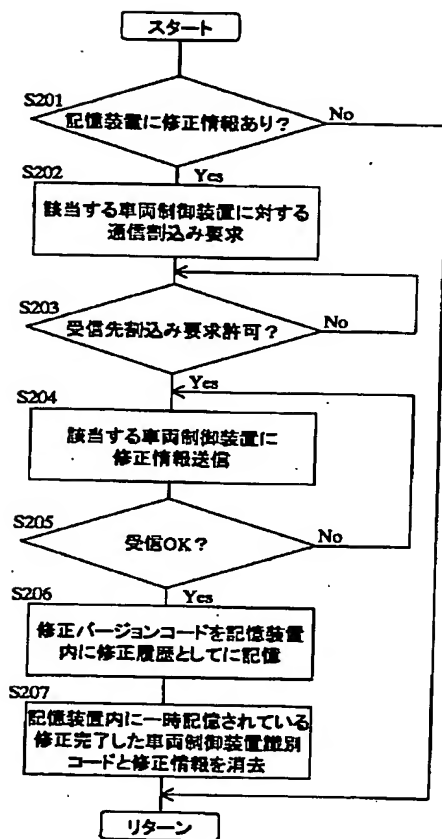 スタート
S201
記憶装置に修正情報あり?
No
S202
Yes
該当する車両制御装置に対する
通信割込み要求
S203
受信先割込み要求許可?
No
S204
Yes
該当する車両制御装置に
修正情報送信
S205
受信OK?
No
S206
Yes
修正バージョンコードを記憶装置
内に修正履歴としてに記憶
S207
記憶装置内に一時記憶されている
修正完了した車両制御装置識別
コードと修正情報を消去
リターン